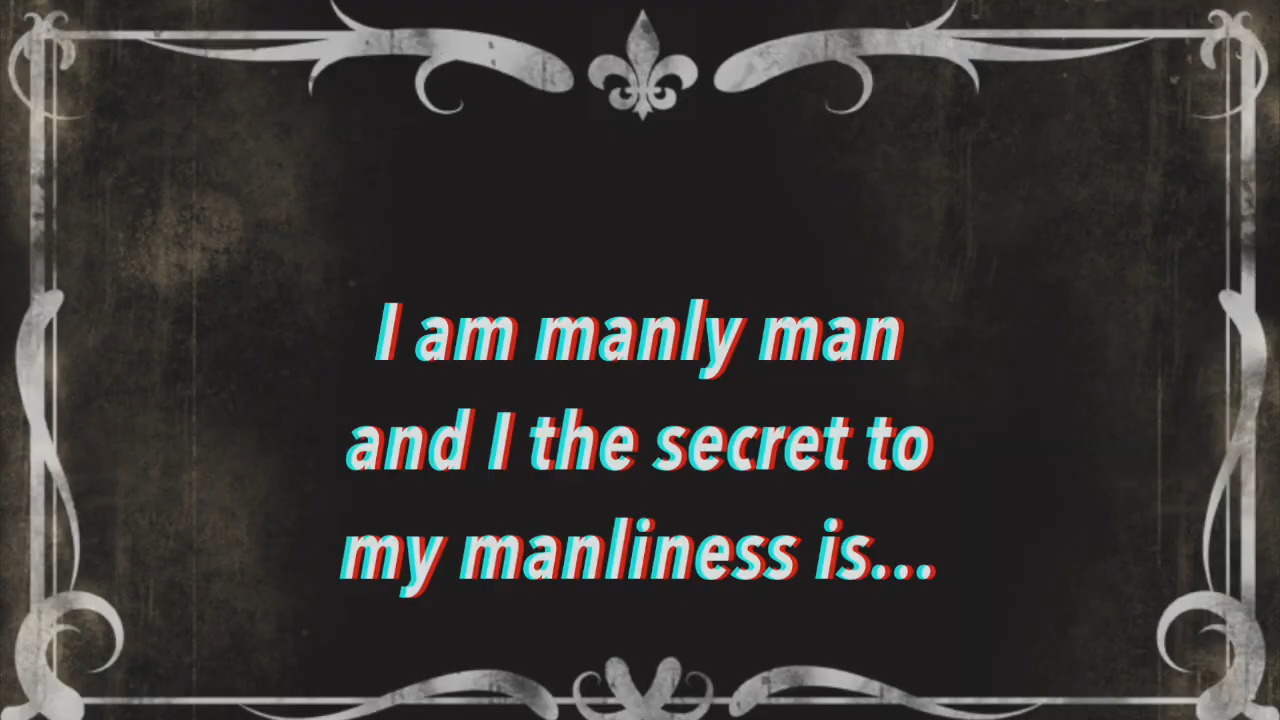 I am manly man
and I the secret to
my manliness is...